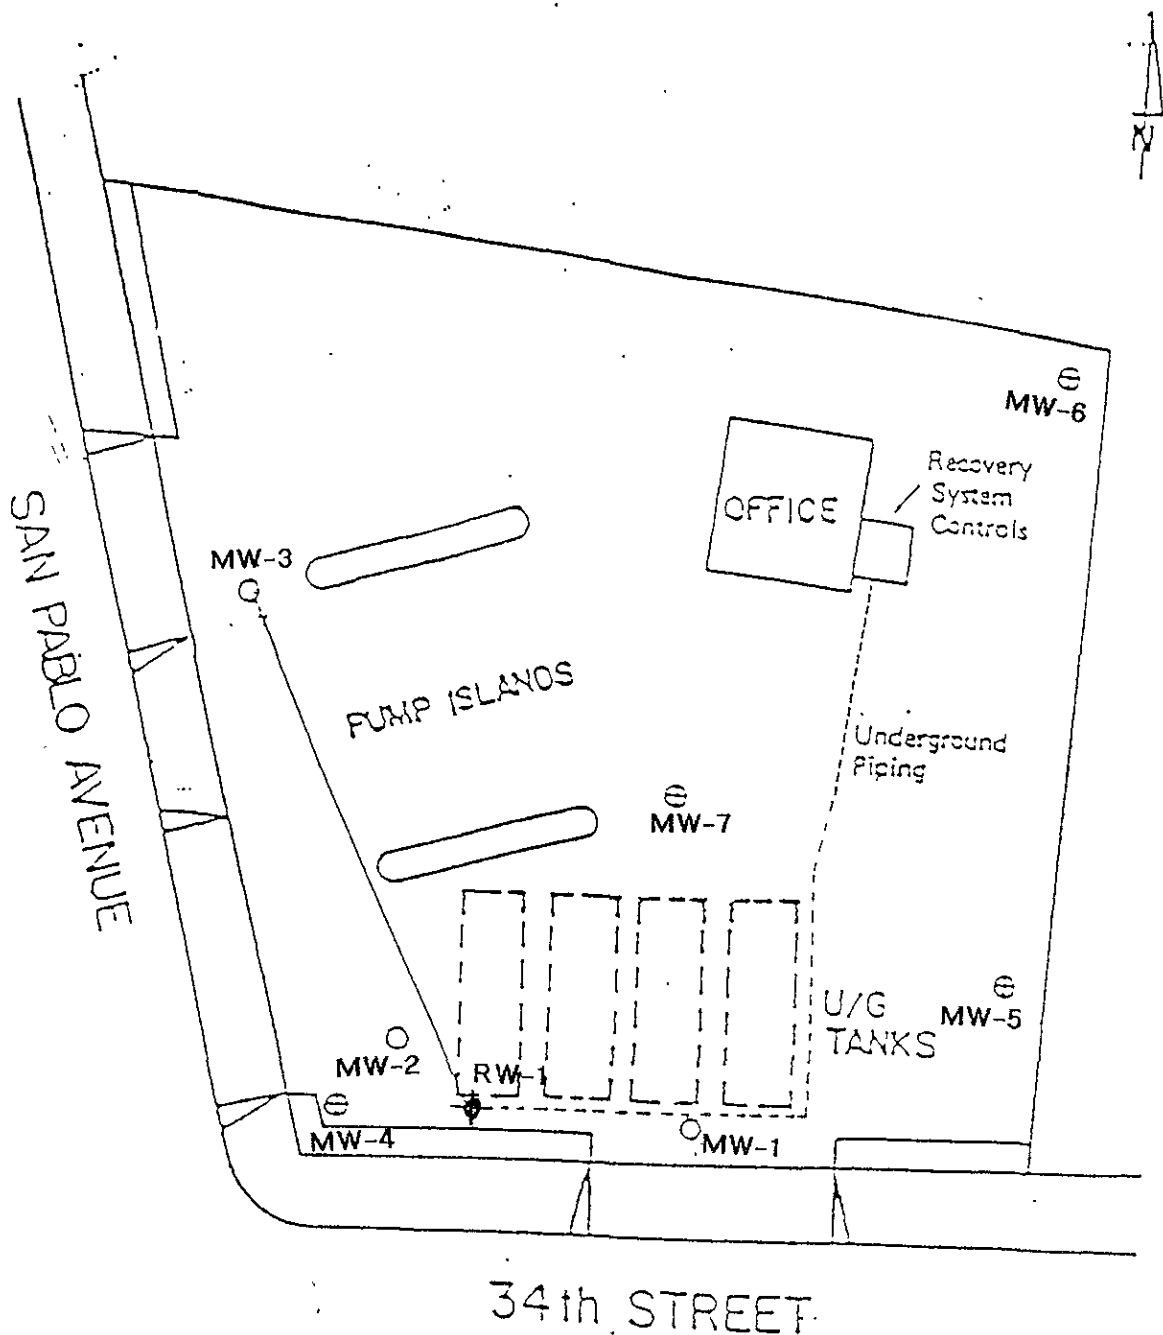 N
MW-6
Recovery
System
Controls
OFFICE
MW-3
SAN PABLO AVENUE
PUMP ISLANDS
Underground
Piping
MW-7
U/G
TANKS
MW-5
MW-2
RW-1
MW-4
MW-1
34th STREET